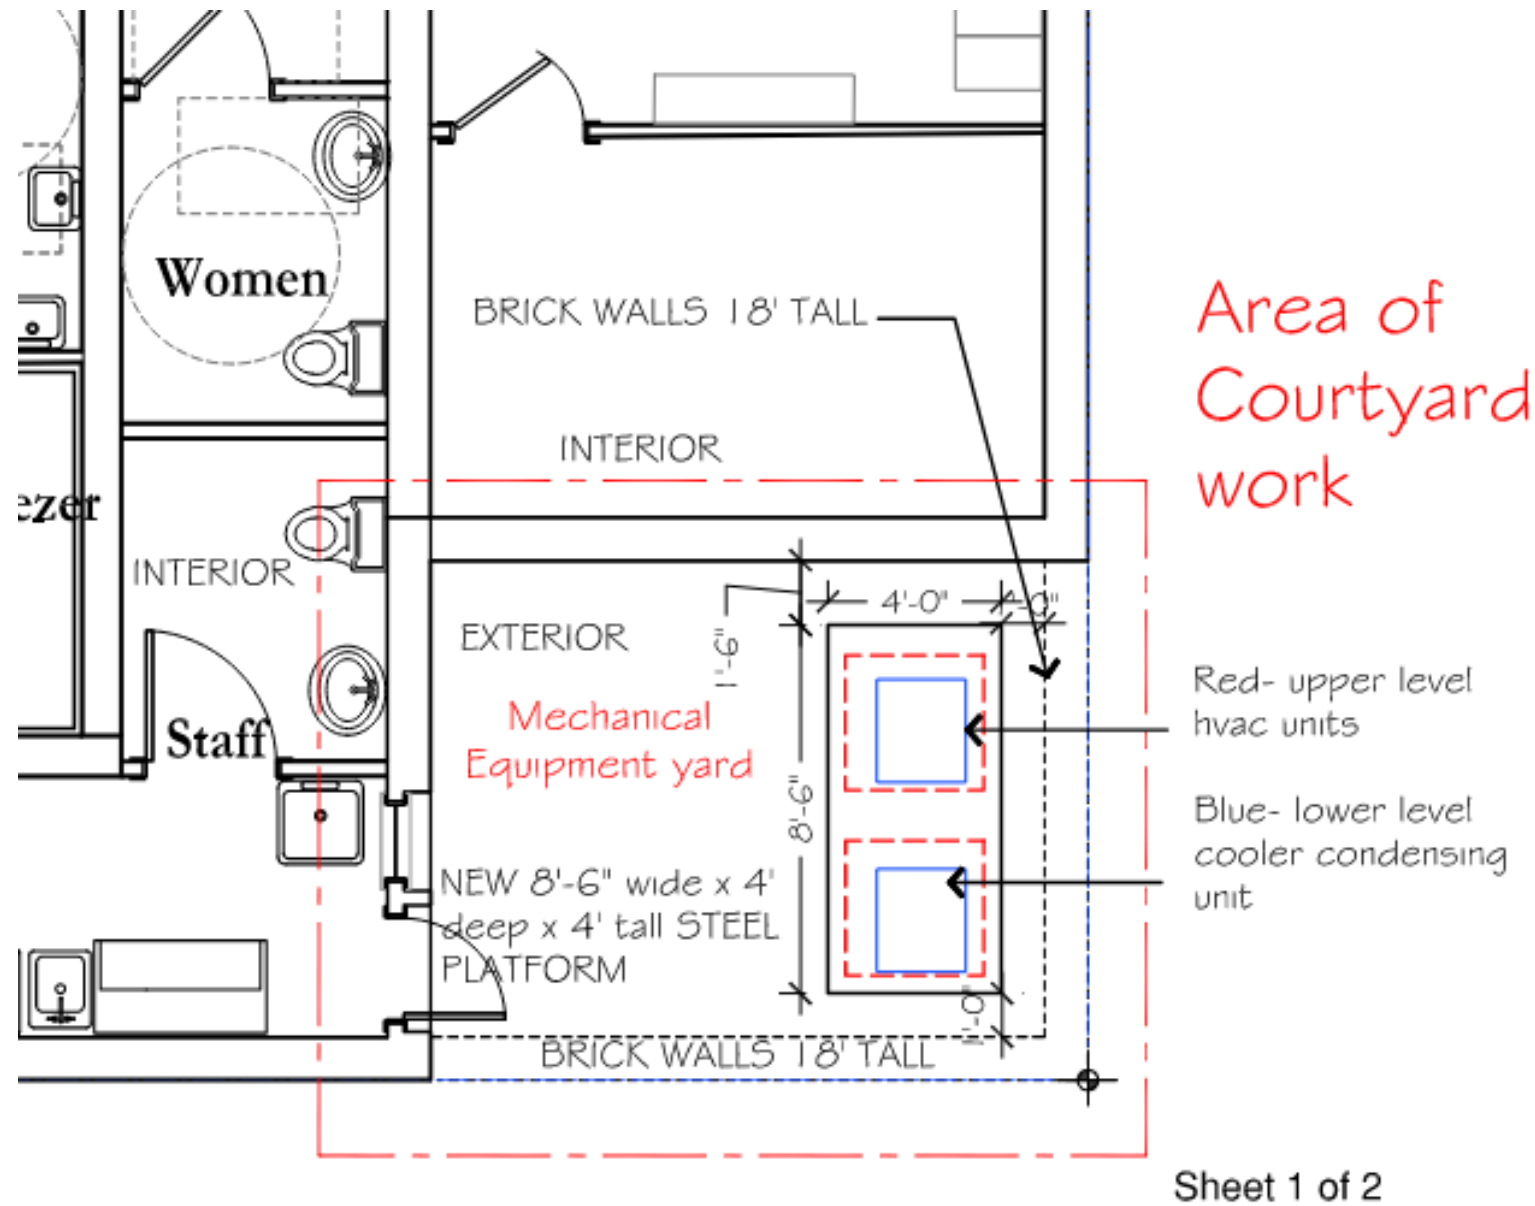 Women
BRICK WALLS 18' TALL
Area of
Courtyard
work
INTERIOR
ezer
INTERIOR
4'-0"
1'-0"
EXTERIOR
1'-6"
Mechanical
Equipment yard
Red- upper level
hvac units
Staff
8'-6"
Blue- lower level
cooler condensing
unit
NEW 8'-6" wide x 4'
deep x 4' tall STEEL
PLATFORM
1'-0"
BRICK WALLS 18' TALL
Sheet 1 of 2